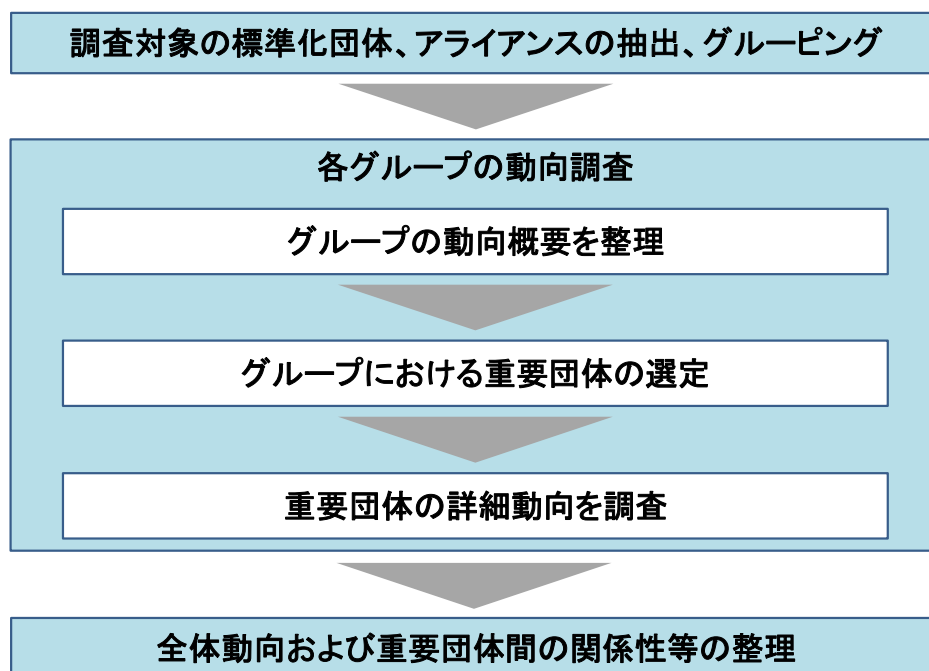 調査対象の標準化団体、アライアンスの抽出、グルーピング
各グループの動向調査
グループの動向概要を整理
グループにおける重要団体の選定
重要団体の詳細動向を調査
全体動向および重要団体間の関係性等の整理